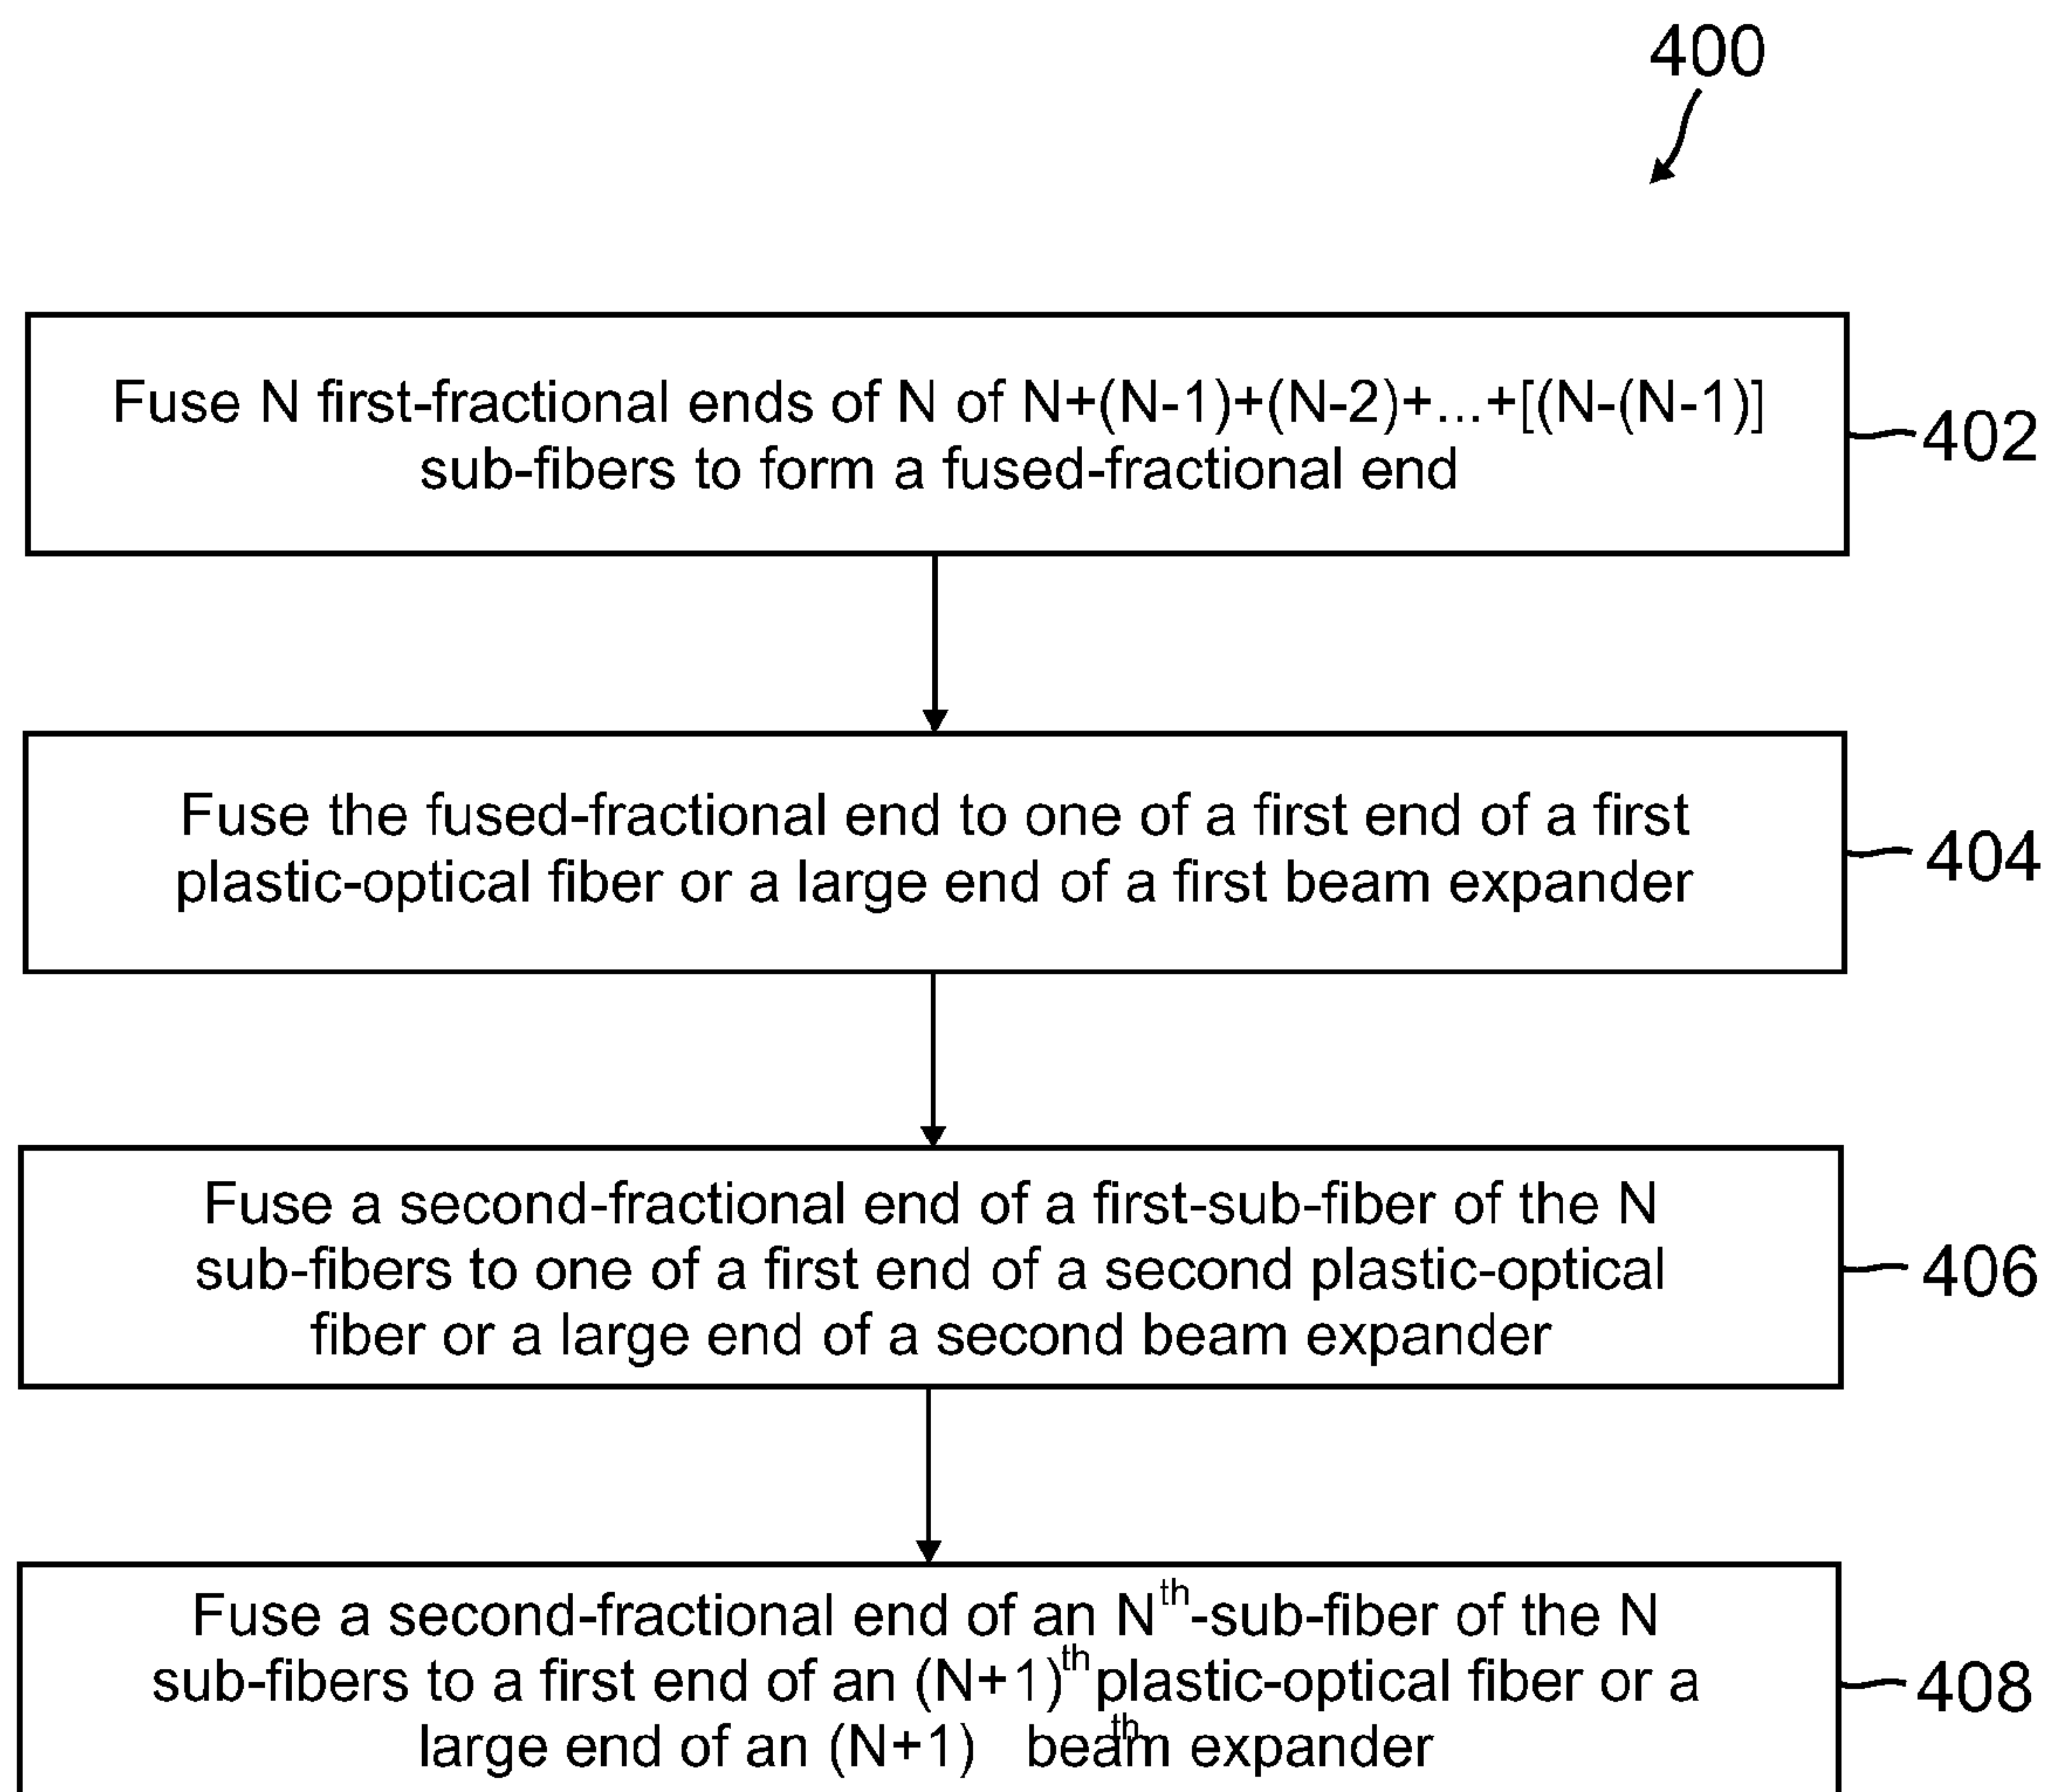 400
Fuse N first-fractional ends of N of N+(N-1)+(N-2)+...+[(N-(N-1)]
sub-fibers to form a fused-fractional end
402
Fuse the fused-fractional end to one of a first end of a first
plastic-optical fiber or a large end of a first beam expander
404
Fuse a second-fractional end of a first-sub-fiber of the N
sub-fibers to one of a first end of a second plastic-optical
fiber or a large end of a second beam expander
406
Fuse a second-fractional end of an Nth-sub-fiber of the N
sub-fibers to a first end of an (N+1)th plastic-optical fiber or a
large end of an (N+1)th beam expander
408